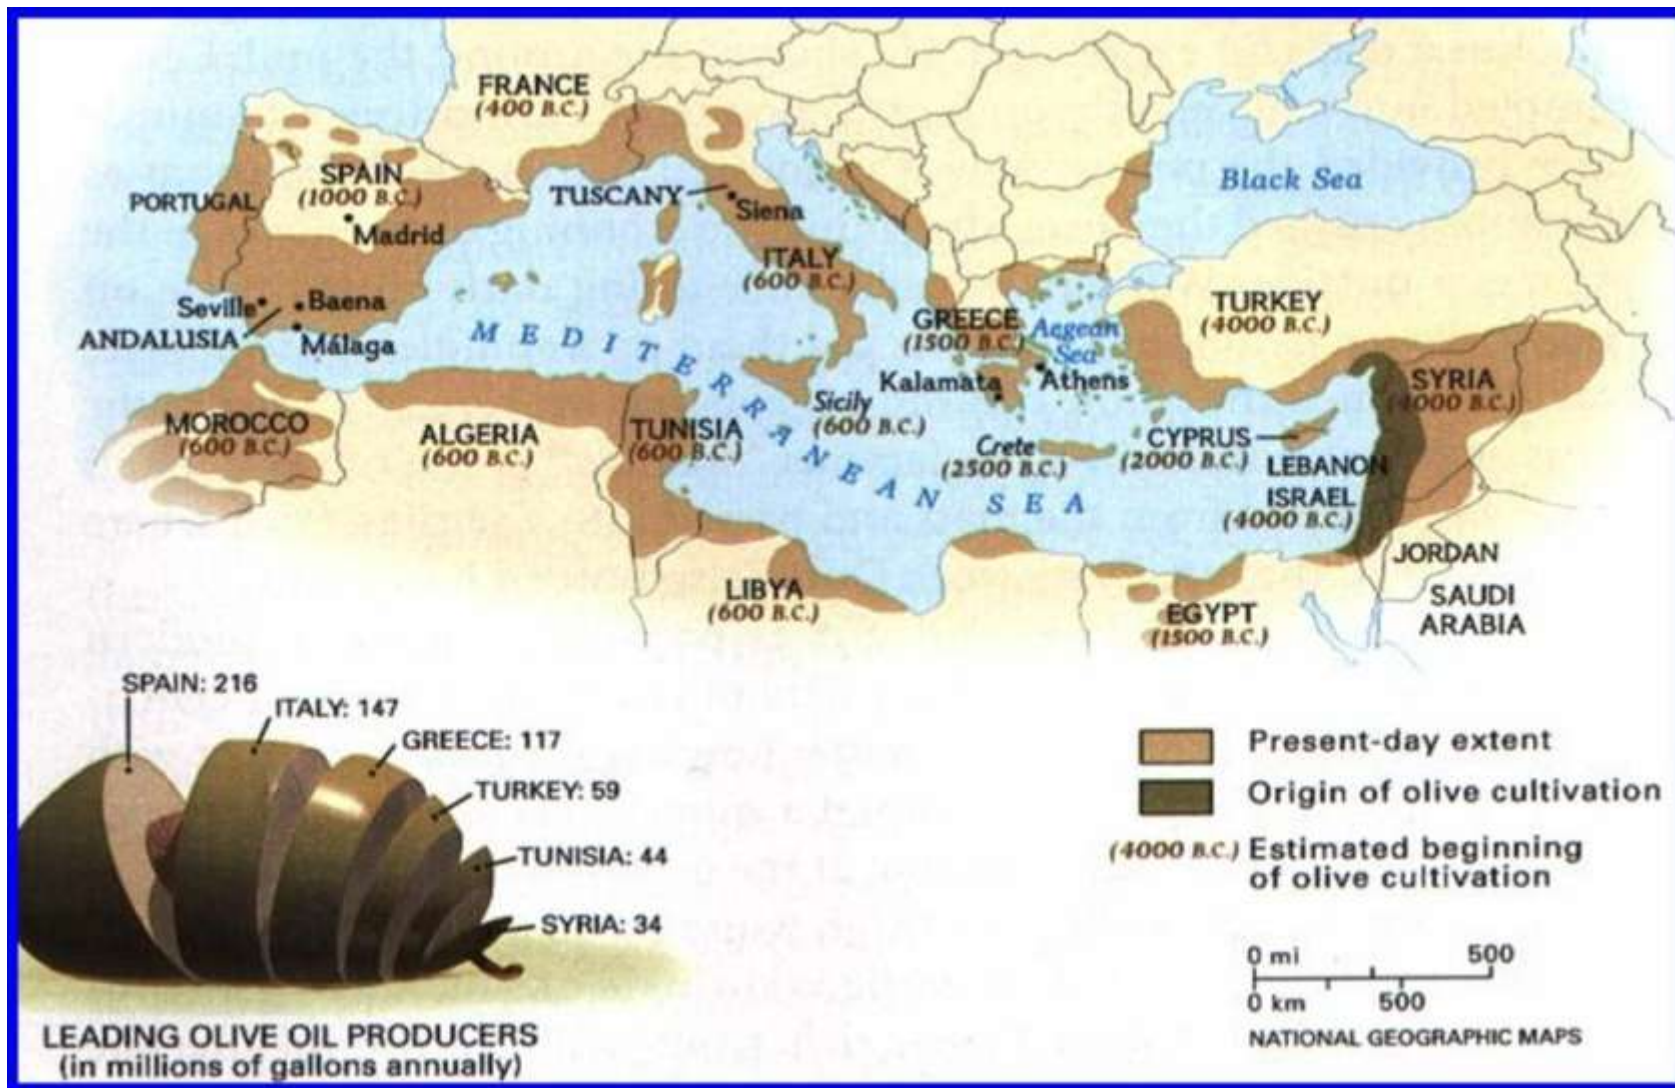 FRANCE
(400 B.C.)
SPAIN
(1000 B.C.)
PORTUGAL
Madrid
TUSCANY
Siena
Black Sea
ITALY
(600 B.C.)
Seville
Baena
ANDALUSIA
Málaga
MEDITERRANEAN SEA
GREECE
(1500 B.C.)
Aegean
Sea
TURKEY
(4000 B.C.)
Kalamata
Athens
SYRIA
(4000 B.C.)
MOROCCO
(600 B.C.)
ALGERIA
(600 B.C.)
TUNISIA
(600 B.C.)
Sicily
(600 B.C.)
Crete
(2500 B.C.)
CYPRUS
(2000 B.C.)
LEBANON
ISRAEL
(4000 B.C.)
JORDAN
LIBYA
(600 B.C.)
EGYPT
(1500 B.C.)
SAUDI
ARABIA
SPAIN: 216
ITALY: 147
GREECE: 117
TURKEY: 59
TUNISIA: 44
SYRIA: 34
LEADING OLIVE OIL PRODUCERS
(in millions of gallons annually)
Present-day extent
Origin of olive cultivation
(4000 B.C.) Estimated beginning
of olive cultivation
0 mi 500
0 km 500
NATIONAL GEOGRAPHIC MAPS